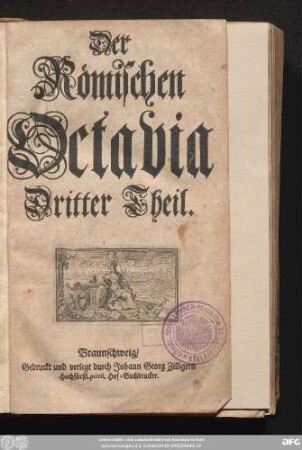 Der
Römischen
Octavia
Dritter Theil.
Braunschweig/
Gedruckt und verlegt durch Johann Georg Zilligern
Hochfürstl. privil. Hof-Buchdrucker.